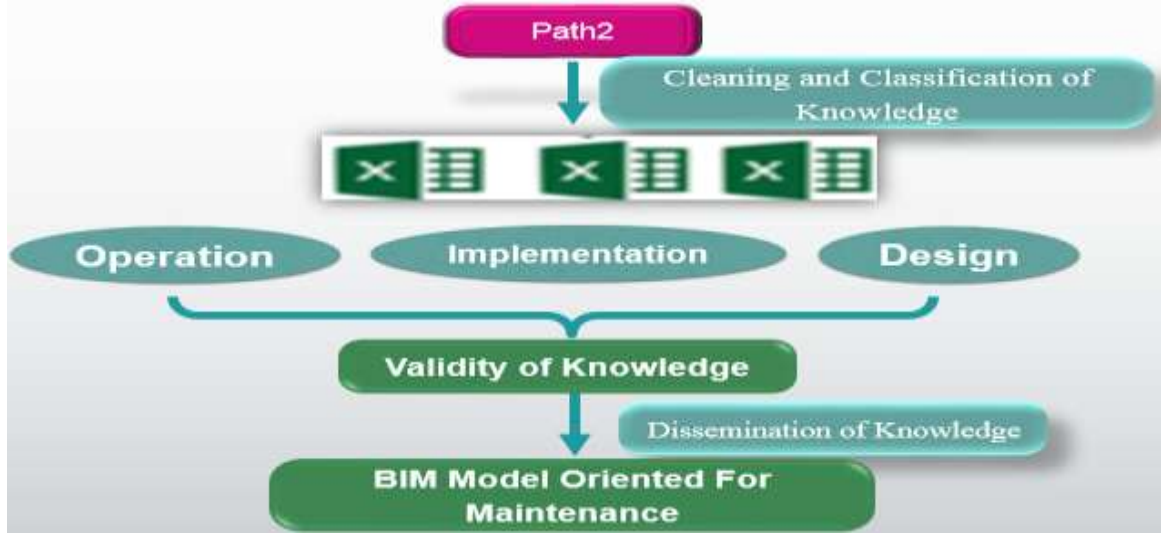 Path2
Cleaning and Classification of
Knowledge
Operation
Implementation
Design
Validity of Knowledge
Dissemination of Knowledge
BIM Model Oriented For
Maintenance